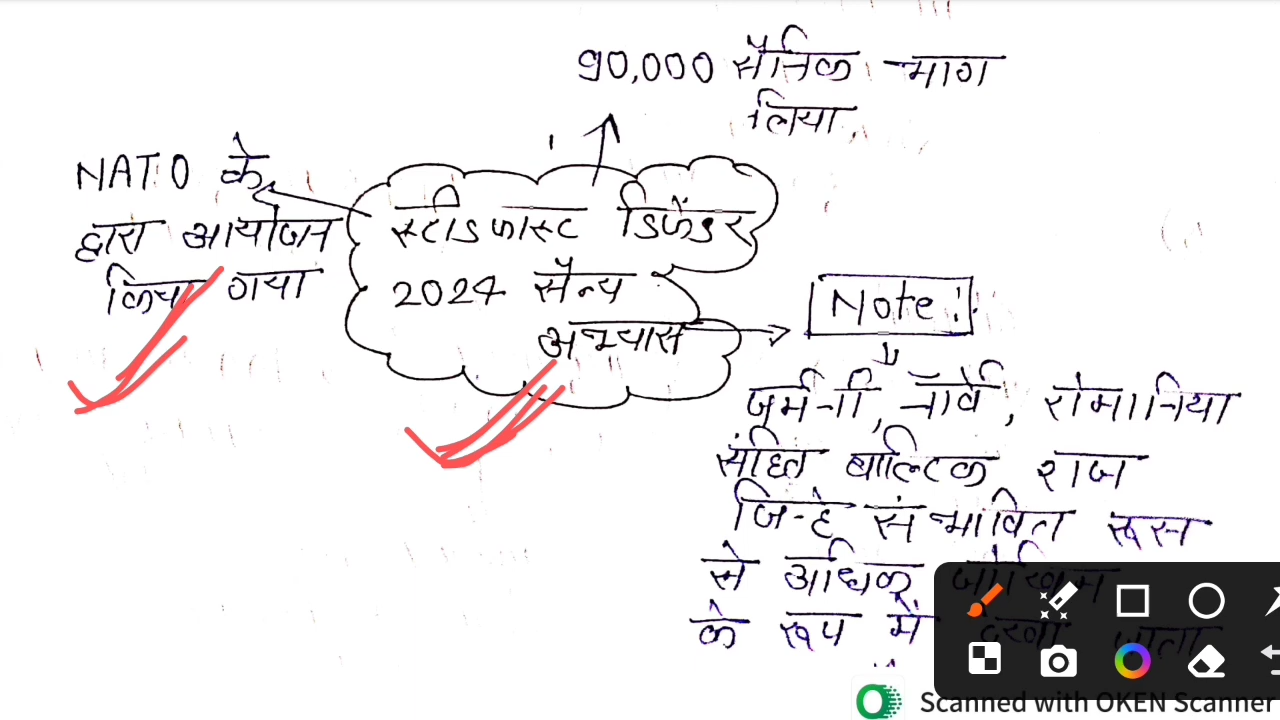 90,000 सैनिक भाग
लिया.
NATO के
द्वारा आयोजन
किया गया
स्टीडफास्ट डिफेंडर
2024 सैन्य
अभ्यास
Note:
जर्मनी, नॉर्वे, रोमानिया
सहित बाल्टिक राज
जिन्हे संभावित रूस
से अधिक जोखिम
के रूप में देखा जाता
Scanned with OKEN Scanner